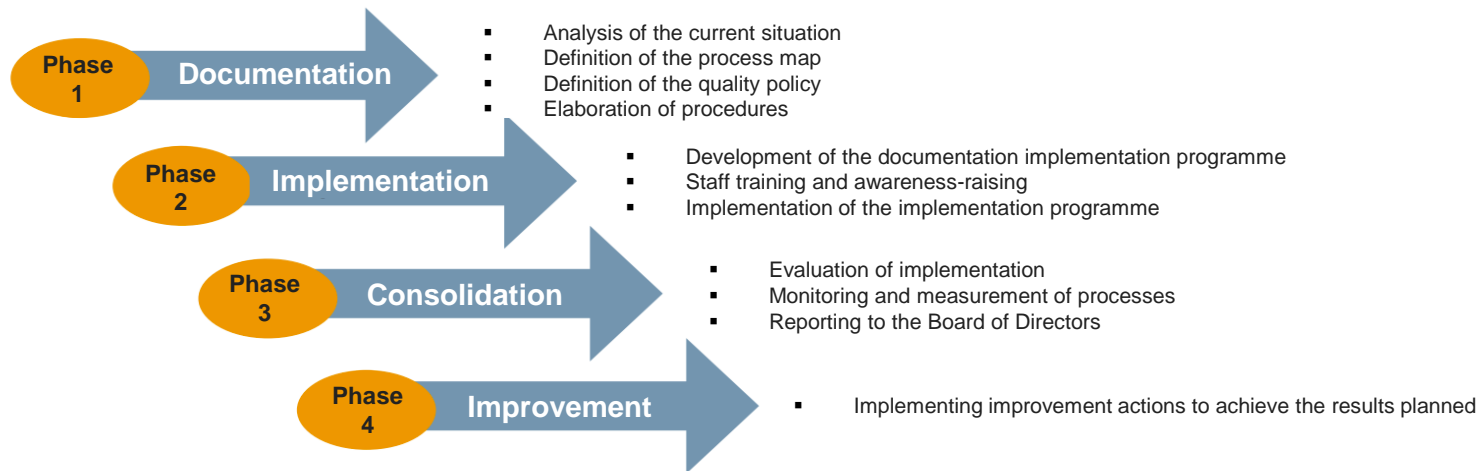 Phase
1
Documentation
▪ Analysis of the current situation
▪ Definition of the process map
▪ Definition of the quality policy
▪ Elaboration of procedures
Phase
2
Implementation
▪ Development of the documentation implementation programme
▪ Staff training and awareness-raising
▪ Implementation of the implementation programme
Phase
3
Consolidation
▪ Evaluation of implementation
▪ Monitoring and measurement of processes
▪ Reporting to the Board of Directors
Phase
4
Improvement
▪ Implementing improvement actions to achieve the results planned